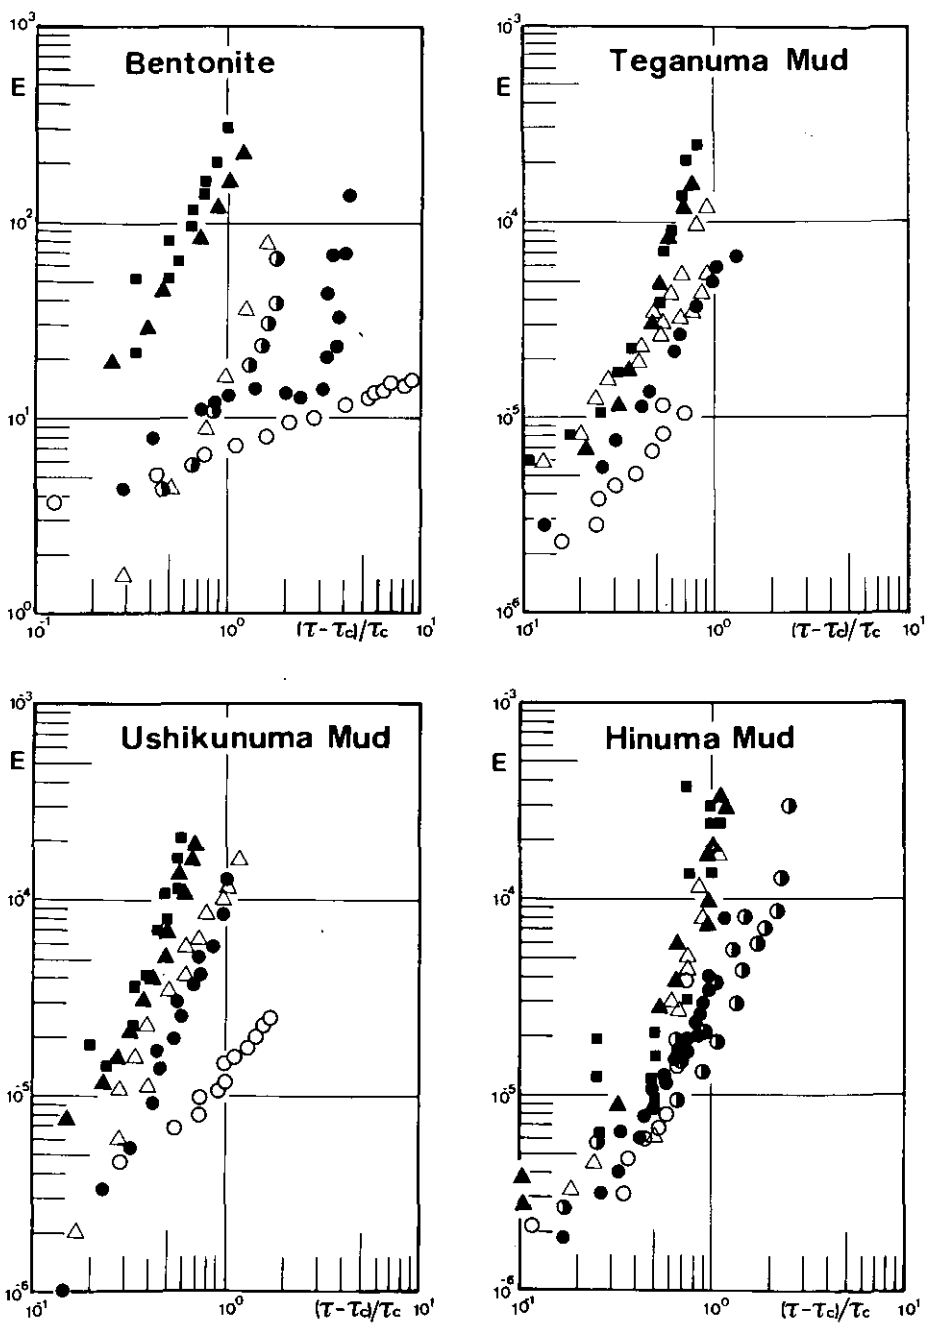 Bentonite
E
10³
10²
10¹
10⁰
10⁻¹ 10⁰ (τ-τc)/τc 10¹
Teganuma Mud
E
10⁻³
10⁻⁴
10⁻⁵
10⁻⁶
10⁻¹ 10⁰ (τ-τc)/τc 10¹
Ushikunuma Mud
E
10⁻³
10⁻⁴
10⁻⁵
10⁻⁶
10⁻¹ 10⁰ (τ-τc)/τc 10¹
Hinuma Mud
E
10⁻³
10⁻⁴
10⁻⁵
10⁻⁶
10⁻¹ 10⁰ (τ-τc)/τc 10¹